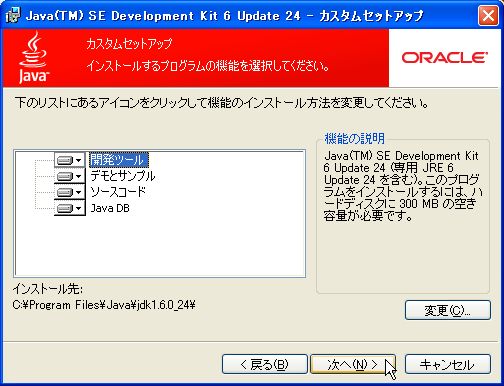 Java(TM) SE Development Kit 6 Update 24 - カスタムセットアップ
Java
カスタムセットアップ
インストールするプログラムの機能を選択してください。
ORACLE
下のリストにあるアイコンをクリックして機能のインストール方法を変更してください。
開発ツール
デモとサンプル
ソースコード
Java DB
機能の説明
Java(TM) SE Development Kit
6 Update 24 (専用 JRE 6
Update 24 を含む)。このプログ
ラムをインストールするには、ハ
ードディスクに 300 MB の空き
容量が必要です。
インストール先:
C:¥Program Files¥Java¥jdk1.6.0_24¥
変更(C)...
< 戻る(B)
次へ(N) >
キャンセル